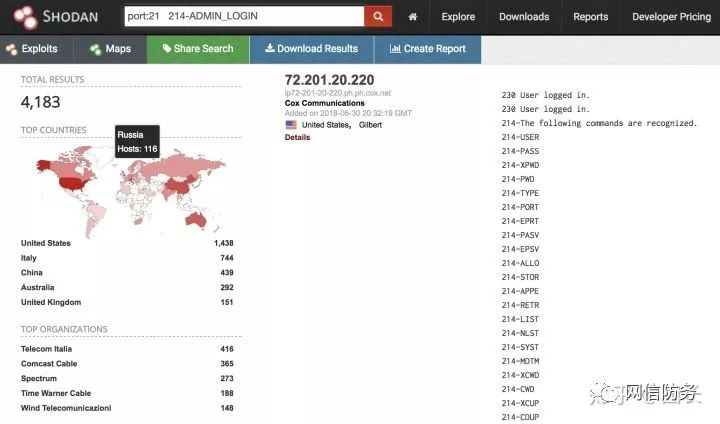 SHODAN
port:21 214-ADMIN_LOGIN
Explore
Downloads
Reports
Developer Pricing
Exploits
Maps
Share Search
Download Results
Create Report
TOTAL RESULTS
4,183
TOP COUNTRIES
Russia
Hosts: 116
United States 1,438
Italy 744
China 439
Australia 292
United Kingdom 151
TOP ORGANIZATIONS
Telecom Italia 416
Comcast Cable 365
Spectrum 273
Time Warner Cable 188
Wind Telecomunicazioni 148
72.201.20.220
ip72-201-20-220.ph.ph.cox.net
Cox Communications
Added on 2018-06-30 20:32:19 GMT
United States, Gilbert
Details
230 User logged in.
230 User logged in.
214-The following commands are recognized.
214-USER
214-PASS
214-XPWD
214-PWD
214-TYPE
214-PORT
214-EPRT
214-PASV
214-EPSV
214-ALLO
214-STOR
214-APPE
214-RETR
214-LIST
214-NLST
214-SYST
214-MDTM
214-XCWD
214-CWD
214-XCUP
214-CDUP
网信防务